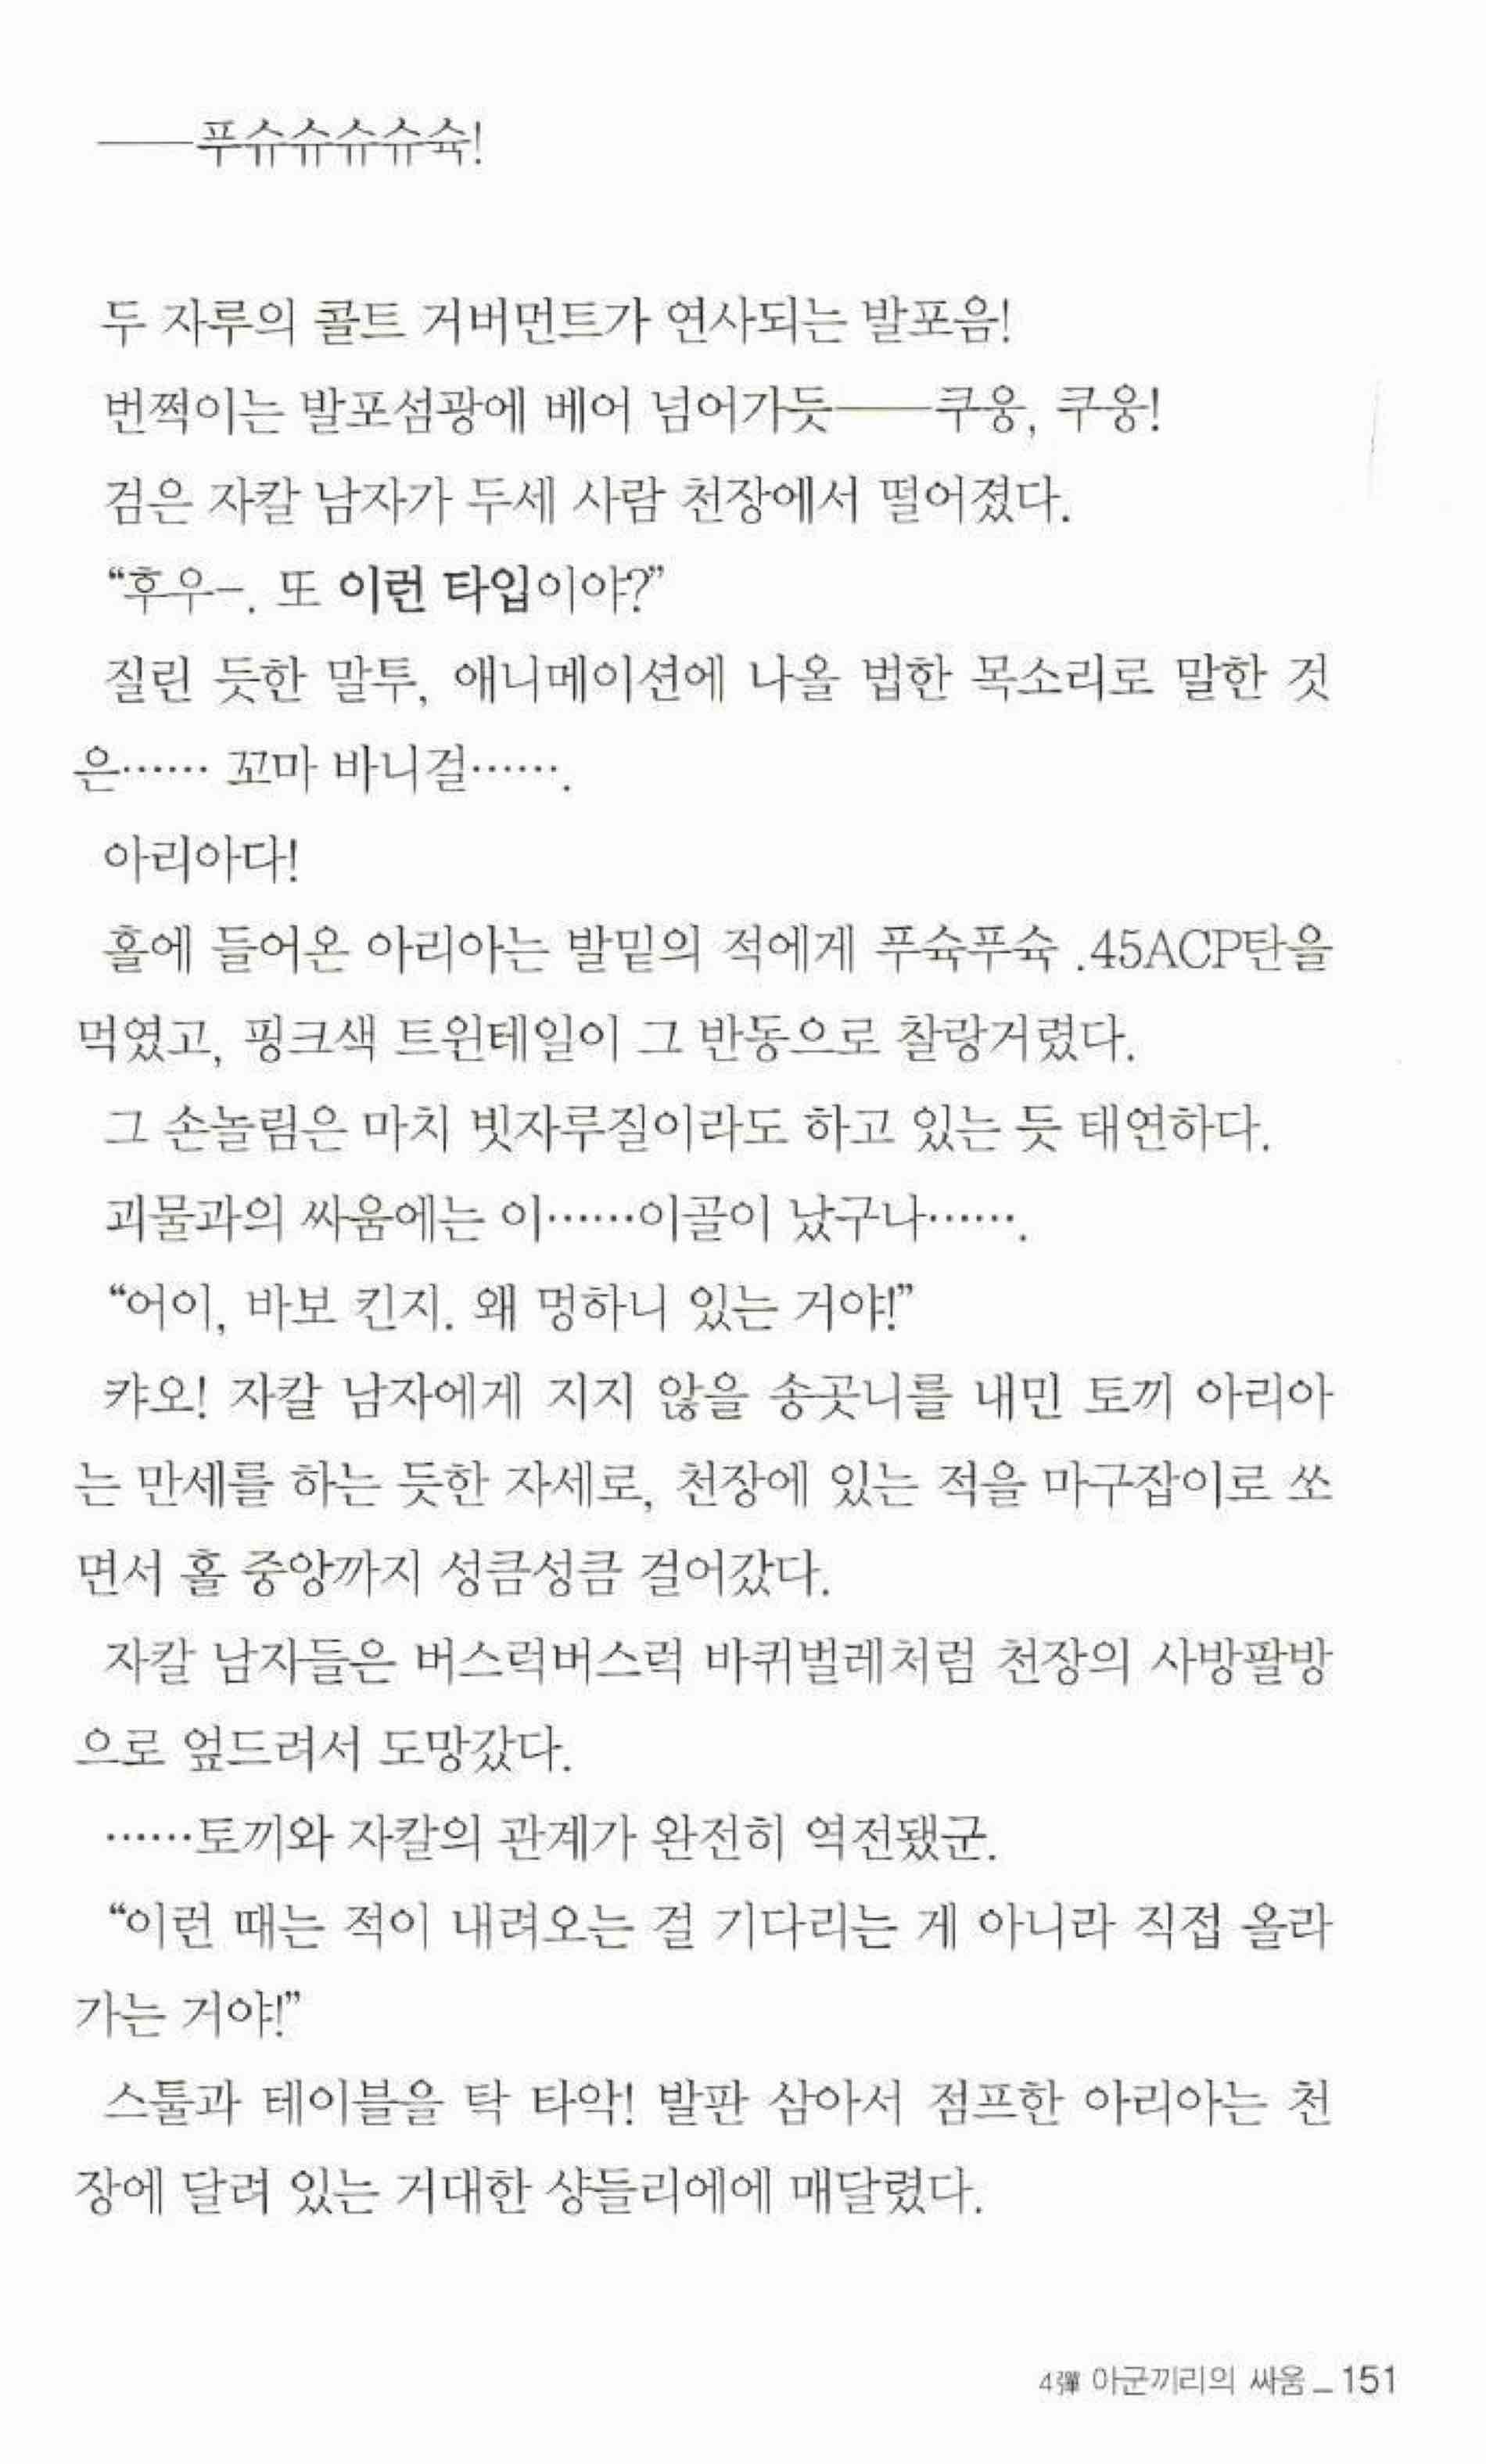 ──푸슈슈슈슈슉!
두 자루의 콜트 거버먼트가 연사되는 발포음!
번쩍이는 발포섬광에 베어 넘어가듯──쿠웅, 쿠웅!
검은 자칼 남자가 두세 사람 천장에서 떨어졌다.
“후우-. 또 이런 타입이야?”
질린 듯한 말투, 애니메이션에 나올 법한 목소리로 말한 것
은…… 꼬마 바니걸…….
아리아다!
홀에 들어온 아리아는 발밑의 적에게 푸슉푸슉 .45ACP탄을
먹였고, 핑크색 트윈테일이 그 반동으로 찰랑거렸다.
그 손놀림은 마치 빗자루질이라도 하고 있는 듯 태연하다.
괴물과의 싸움에는 이……이골이 났구나…….
“어이, 바보 킨지. 왜 멍하니 있는 거야!”
캬오! 자칼 남자에게 지지 않을 송곳니를 내민 토끼 아리아
는 만세를 하는 듯한 자세로, 천장에 있는 적을 마구잡이로 쏘
면서 홀 중앙까지 성큼성큼 걸어갔다.
자칼 남자들은 버스럭버스럭 바퀴벌레처럼 천장의 사방팔방
으로 엎드려서 도망갔다.
……토끼와 자칼의 관계가 완전히 역전됐군.
“이런 때는 적이 내려오는 걸 기다리는 게 아니라 직접 올라
가는 거야!”
스툴과 테이블을 탁 타악! 발판 삼아서 점프한 아리아는 천
장에 달려 있는 거대한 샹들리에에 매달렸다.
4彈 아군끼리의 싸움 _ 151